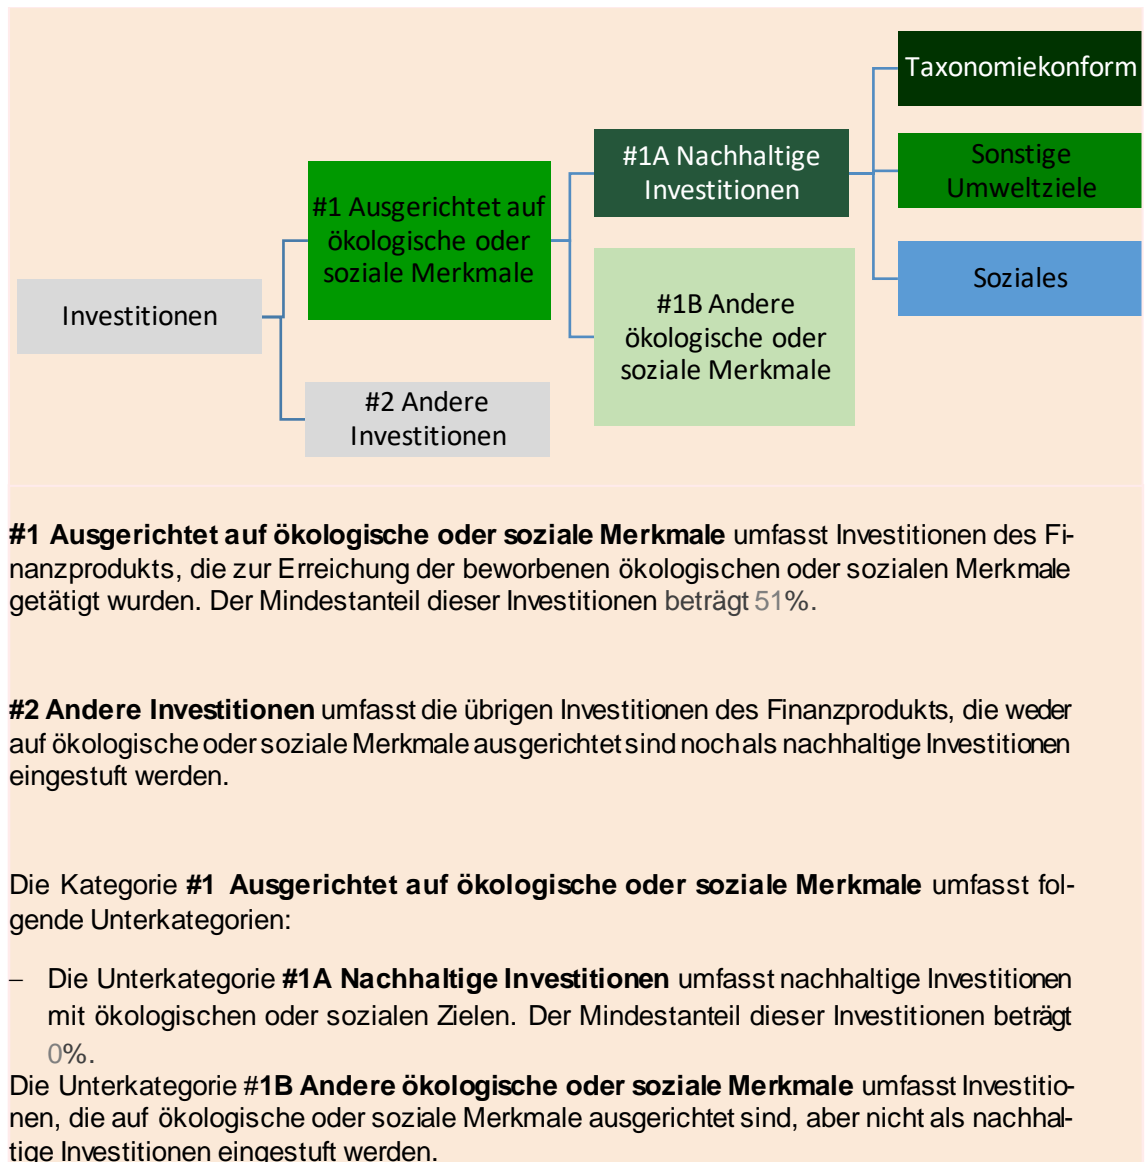 Taxonomiekonform
#1A Nachhaltige
Investitionen
Sonstige
Umweltziele
#1 Ausgerichtet auf
ökologische oder
soziale Merkmale
Soziales
Investitionen
#1B Andere
ökologische oder
soziale Merkmale
#2 Andere
Investitionen
#1 Ausgerichtet auf ökologische oder soziale Merkmale umfasst Investitionen des Fi-
nanzprodukts, die zur Erreichung der beworbenen ökologischen oder sozialen Merkmale
getätigt wurden. Der Mindestanteil dieser Investitionen beträgt 51%.
#2 Andere Investitionen umfasst die übrigen Investitionen des Finanzprodukts, die weder
auf ökologische oder soziale Merkmale ausgerichtet sind noch als nachhaltige Investitionen
eingestuft werden.
Die Kategorie #1 Ausgerichtet auf ökologische oder soziale Merkmale umfasst fol-
gende Unterkategorien:
– Die Unterkategorie #1A Nachhaltige Investitionen umfasst nachhaltige Investitionen
mit ökologischen oder sozialen Zielen. Der Mindestanteil dieser Investitionen beträgt
0%.
Die Unterkategorie #1B Andere ökologische oder soziale Merkmale umfasst Investitio-
nen, die auf ökologische oder soziale Merkmale ausgerichtet sind, aber nicht als nachhal-
tige Investitionen eingestuft werden.